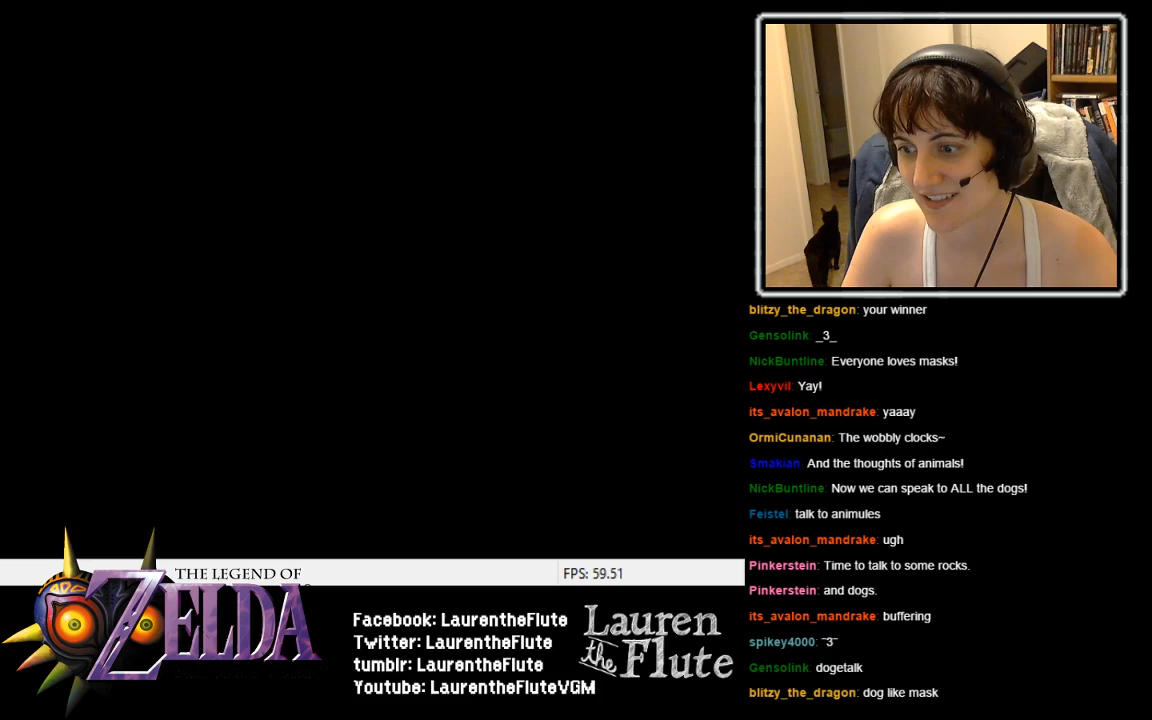 blitzy_the_dragon: your winner
Gensolink: _3_
NickBuntline: Everyone loves masks!
Lexyvil: Yay!
its_avalon_mandrake: yaaay
OrmiCunanan: The wobbly clocks~
Smakian: And the thoughts of animals!
NickBuntline: Now we can speak to ALL the dogs!
Feistel: talk to animules
its_avalon_mandrake: ugh
Pinkerstein: Time to talk to some rocks.
Pinkerstein: and dogs.
its_avalon_mandrake: buffering
spikey4000: ¯3¯
Gensolink: dogetalk
blitzy_the_dragon: dog like mask
FPS: 59.51
THE LEGEND OF
ZELDA
Facebook: LaurentheFlute
Twitter: LaurentheFlute
tumblr: LaurentheFlute
Youtube: LaurentheFluteVGM
Lauren
the Flute